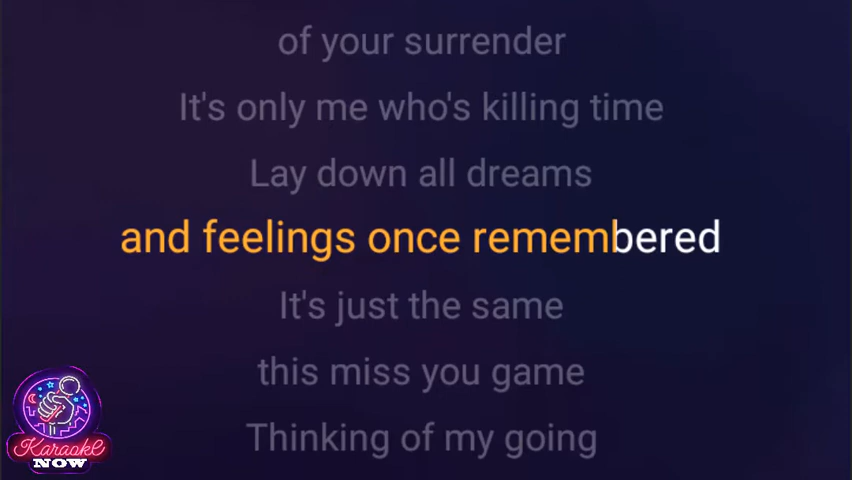 of your surrender
It's only me who's killing time
Lay down all dreams
and feelings once remembered
It's just the same
this miss you game
Thinking of my going
Karaoke
NOW